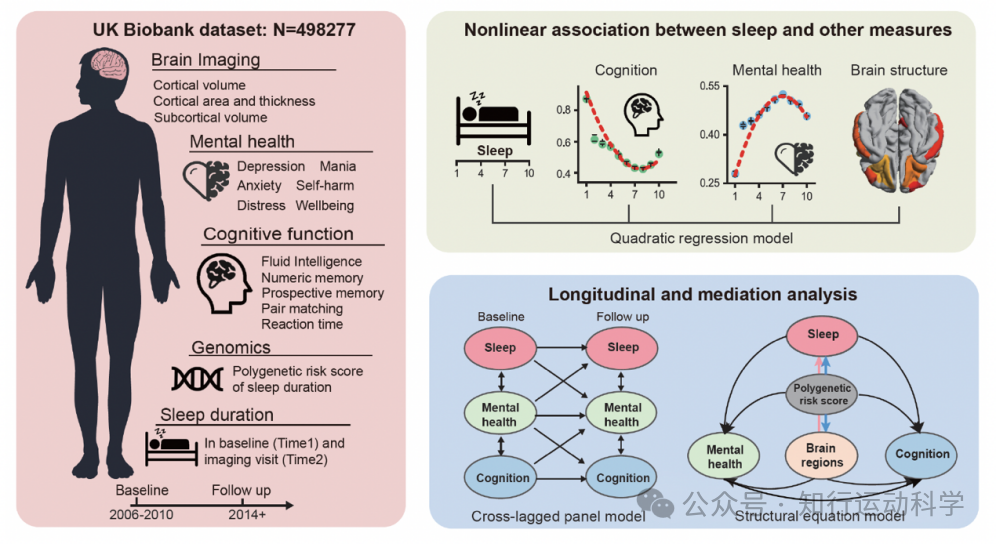 UK Biobank dataset: N=498277
Brain Imaging
Cortical volume
Cortical area and thickness
Subcortical volume
Mental health
Depression Mania
Anxiety Self-harm
Distress Wellbeing
Cognitive function
Fluid Intelligence
Numeric memory
Prospective memory
Pair matching
Reaction time
Genomics
Polygenetic risk score
of sleep duration
Sleep duration
In baseline (Time1) and
imaging visit (Time2)
Baseline Follow up
2006-2010 2014+
Nonlinear association between sleep and other measures
Cognition Mental health Brain structure
zzz
Sleep
1 4 7 10
0.8
0.6
0.4
1 4 7 10
0.55
0.40
0.25
1 4 7 10
Quadratic regression model
Longitudinal and mediation analysis
Baseline Follow up
Sleep Sleep
Mental health Mental health
Cognition Cognition
Cross-lagged panel model
Sleep
Polygenetic
risk score
Mental health
Brain regions
Cognition
Structural equation model
公众号 · 知行运动科学